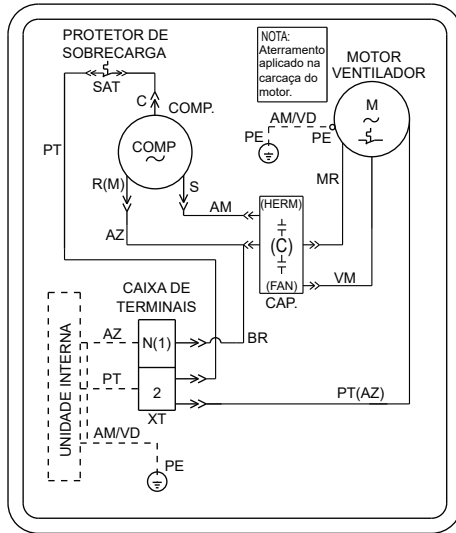 PROTETOR DE
SOBRECARGA
SAT
NOTA:
Aterramento
aplicado na
carcaça do
motor.
MOTOR
VENTILADOR
M
C
COMP.
PT
COMP
AM/VD
PE
PE
MR
R(M)
S
AM
AZ
(HERM)
(C)
(FAN)
CAP.
VM
CAIXA DE
TERMINAIS
UNIDADE INTERNA
AZ
N(1)
BR
PT
2
PT(AZ)
XT
AM/VD
PE